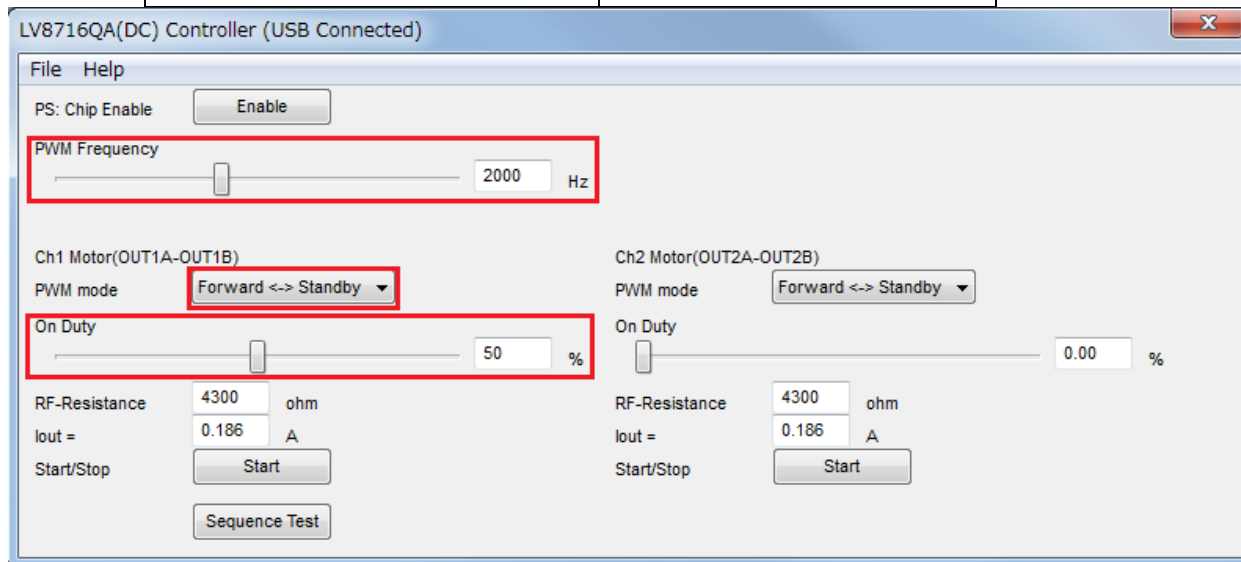 LV8716QA(DC) Controller (USB Connected)
x
File Help
PS: Chip Enable Enable
PWM Frequency
2000 Hz
Ch1 Motor(OUT1A-OUT1B) Ch2 Motor(OUT2A-OUT2B)
PWM mode Forward <-> Standby PWM mode Forward <-> Standby
On Duty On Duty
50 % 0.00 %
RF-Resistance 4300 ohm RF-Resistance 4300 ohm
Iout = 0.186 A Iout = 0.186 A
Start/Stop Start Start/Stop Start
Sequence Test